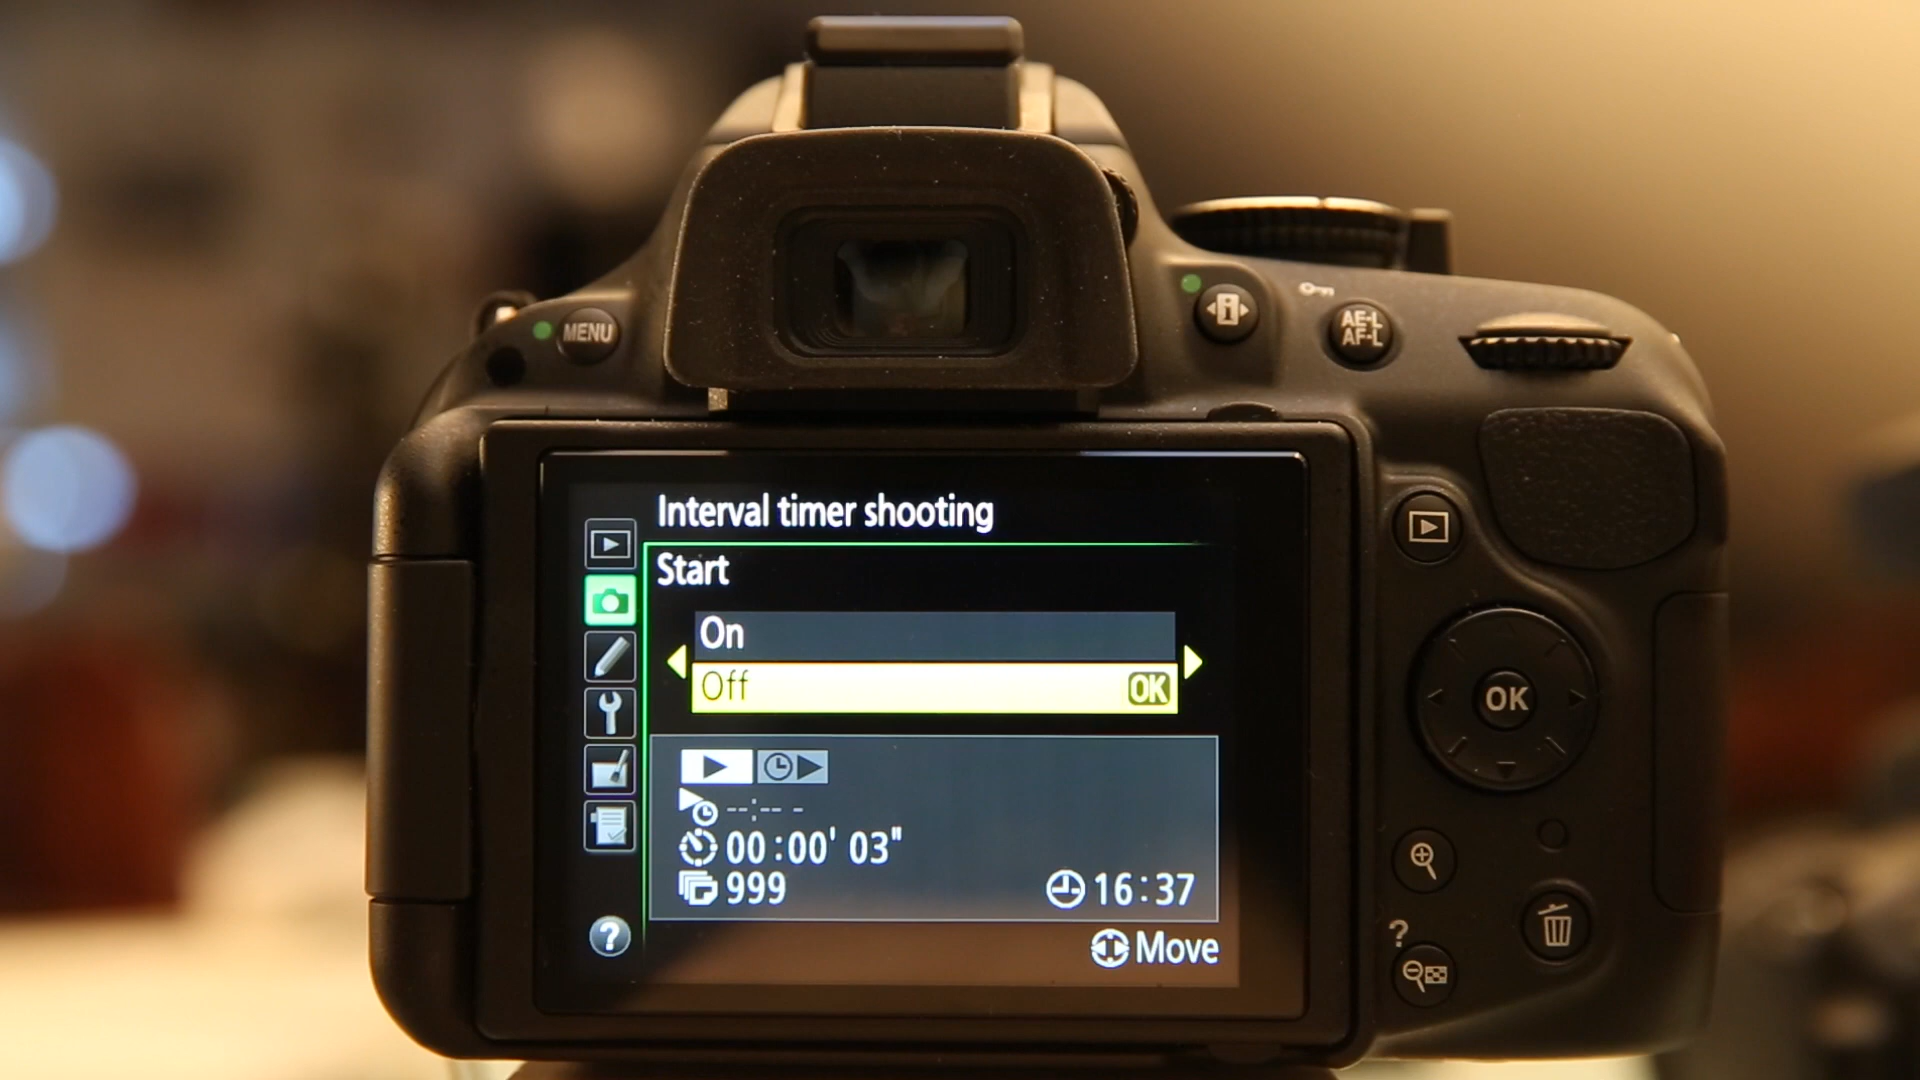 MENU
i
AE-L
AF-L
Interval timer shooting
Start
On
Off OK
--:-- -
00:00' 03"
999 16:37
? Move
OK
?